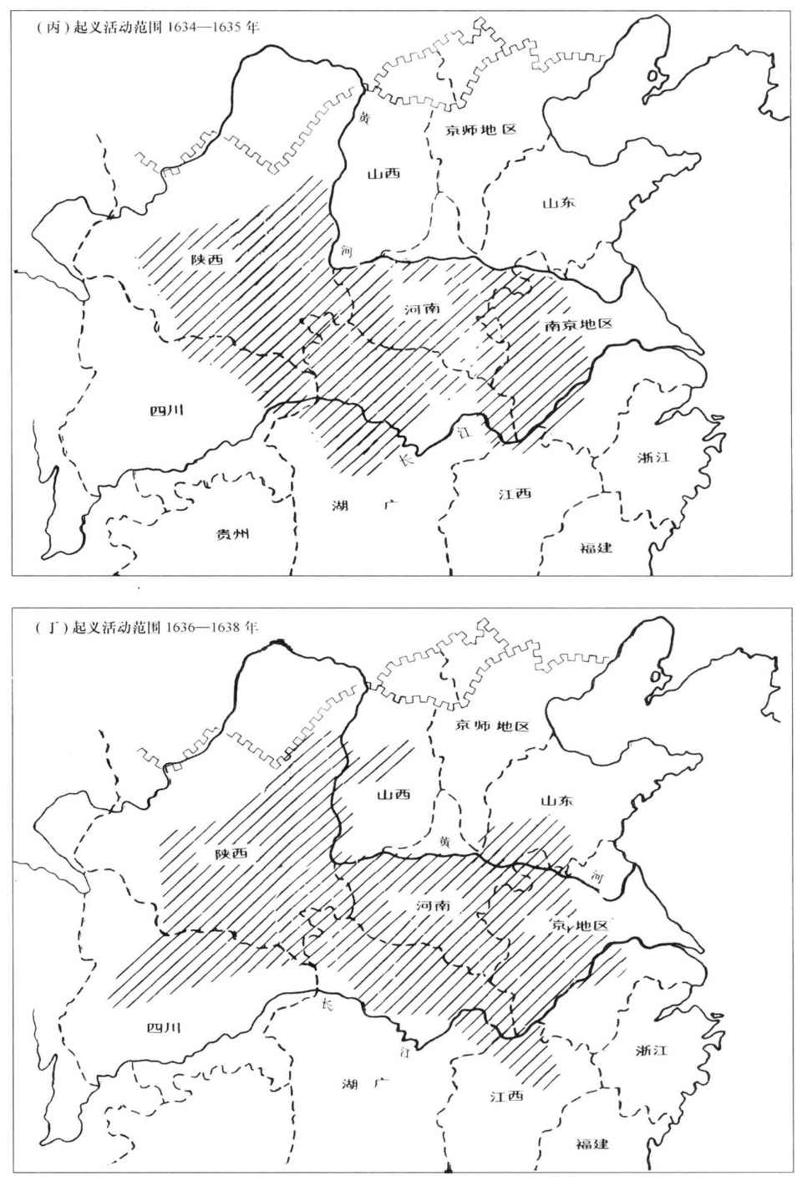 (丙)起义活动范围 1634—1635 年
黄
京师地区
山西
山东
河
陕西
河南
南京地区
四川
江
长
浙江
江西
湖广
贵州
福建
(丁)起义活动范围 1636—1638 年
京师地区
山西
山东
黄
陕西
河
河南
京 地区
长
四川
江
浙江
湖广
江西
福建